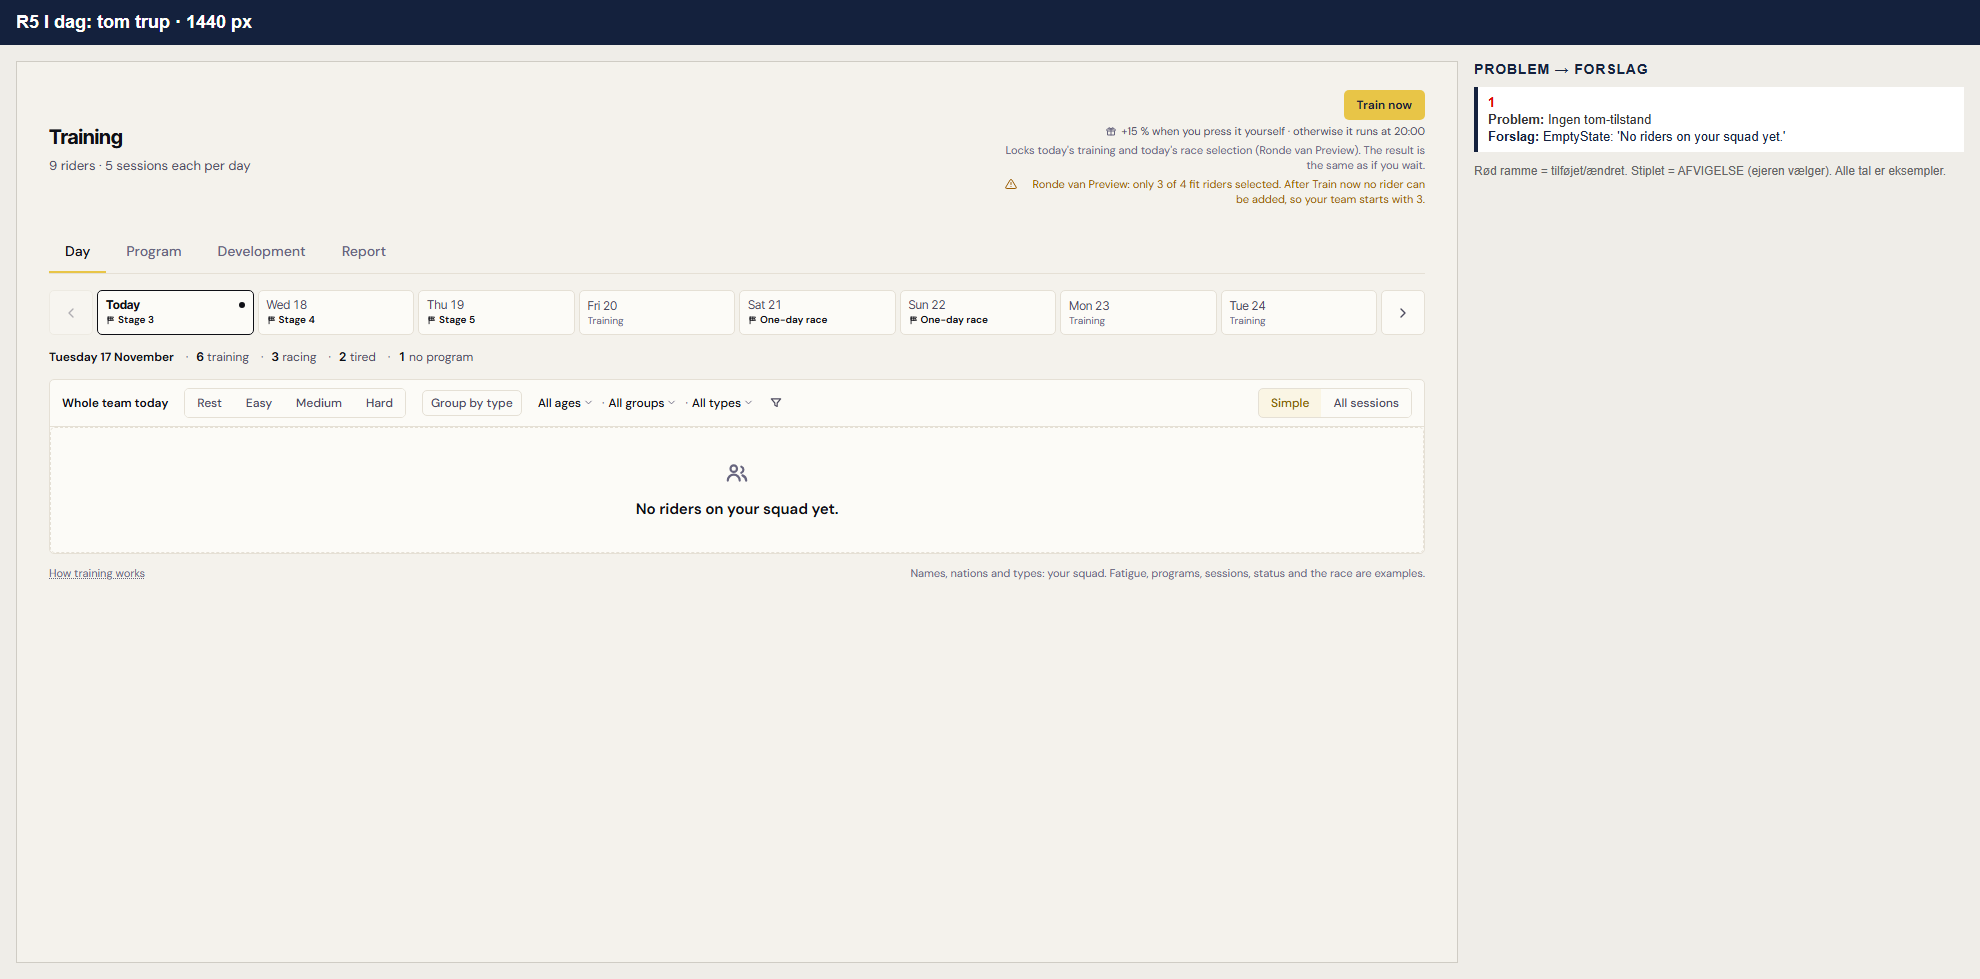 R5 I dag: tom trup · 1440 px
Training
9 riders · 5 sessions each per day
Train now
+15 % when you press it yourself · otherwise it runs at 20:00
Locks today's training and today's race selection (Ronde van Preview). The result is
the same as if you wait.
Ronde van Preview: only 3 of 4 fit riders selected. After Train now no rider can
be added, so your team starts with 3.
Day Program Development Report
Today
Stage 3
Wed 18
Stage 4
Thu 19
Stage 5
Fri 20
Training
Sat 21
One-day race
Sun 22
One-day race
Mon 23
Training
Tue 24
Training
Tuesday 17 November · 6 training · 3 racing · 2 tired · 1 no program
Whole team today Rest Easy Medium Hard Group by type All ages · All groups · All types Simple All sessions
No riders on your squad yet.
How training works
Names, nations and types: your squad. Fatigue, programs, sessions, status and the race are examples.
PROBLEM → FORSLAG
1
Problem: Ingen tom-tilstand
Forslag: EmptyState: 'No riders on your squad yet.'
Rød ramme = tilføjet/ændret. Stiplet = AFVIGELSE (ejeren vælger). Alle tal er eksempler.